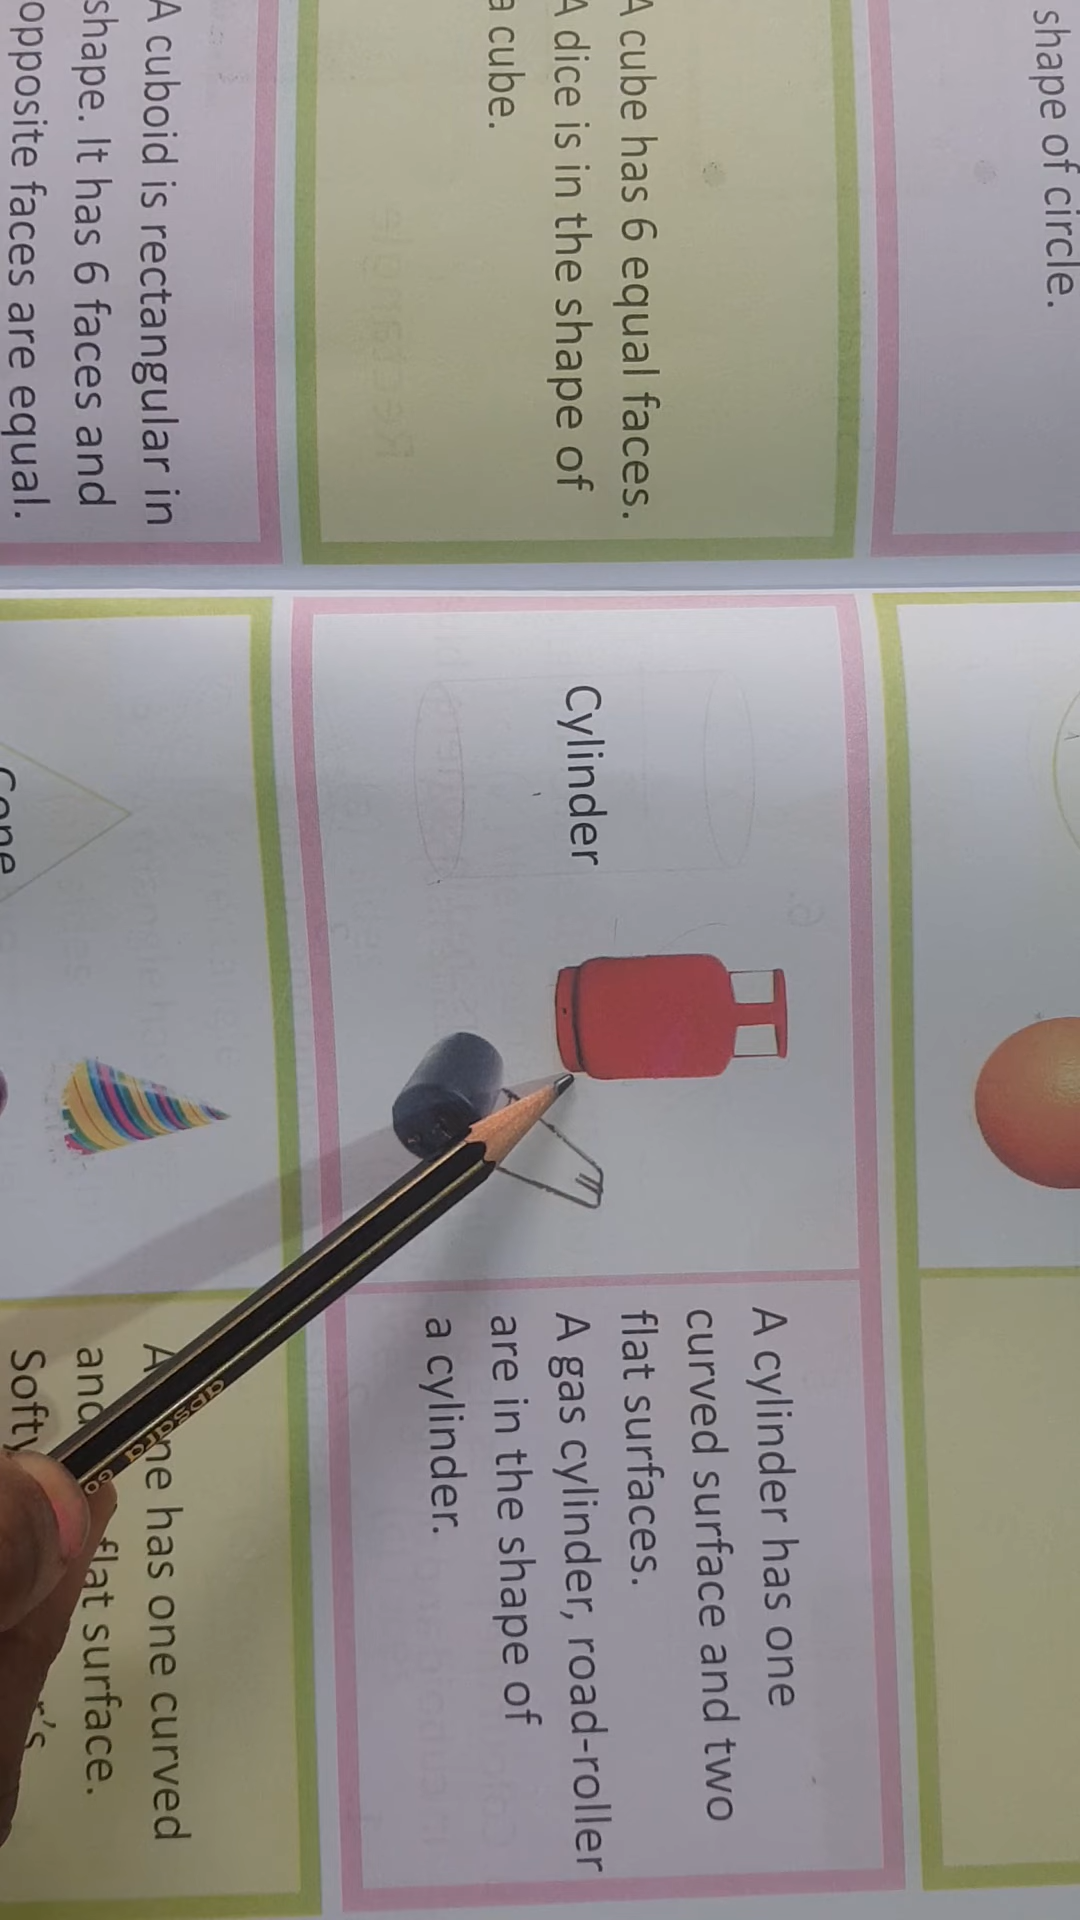 shape of circle.
A cube has 6 equal faces.
A dice is in the shape of
a cube.
A cuboid is rectangular in
shape. It has 6 faces and
opposite faces are equal.
Cylinder
A cylinder has one
curved surface and two
flat surfaces.
A gas cylinder, road-roller
are in the shape of
a cylinder.
Cone
A
has one curved
and
flat surface.
Softy
apsara